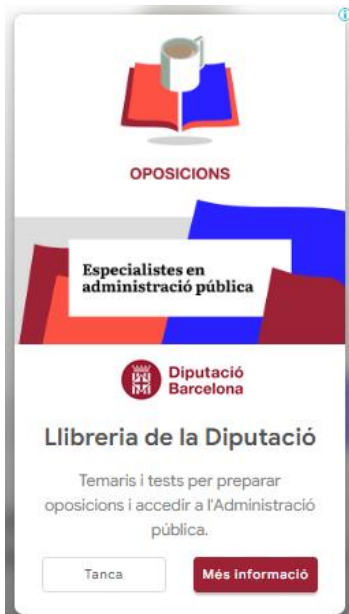 OPOSICIONS
Especialistes en
administració pública
Diputació
Barcelona
Llibreria de la Diputació
Temaris i tests per preparar
oposicions i accedir a l'Administració
pública.
Tanca
Més informació